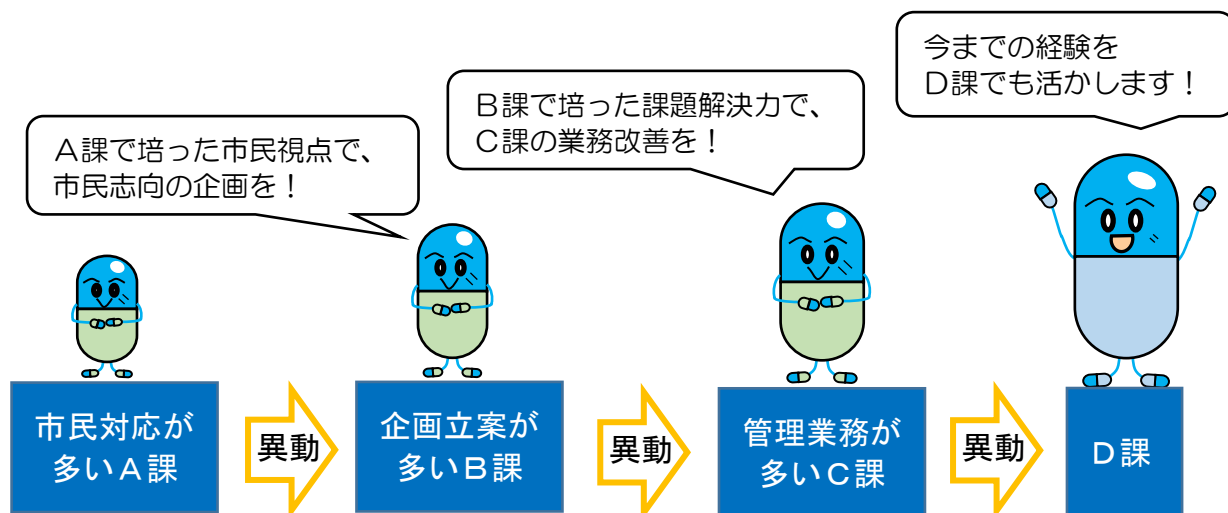 今までの経験を
D課でも活かします!
B課で培った課題解決力で、
C課の業務改善を!
A課で培った市民視点で、
市民志向の企画を!
市民対応が
多いA課
異動
企画立案が
多いB課
異動
管理業務が
多いC課
異動
D課